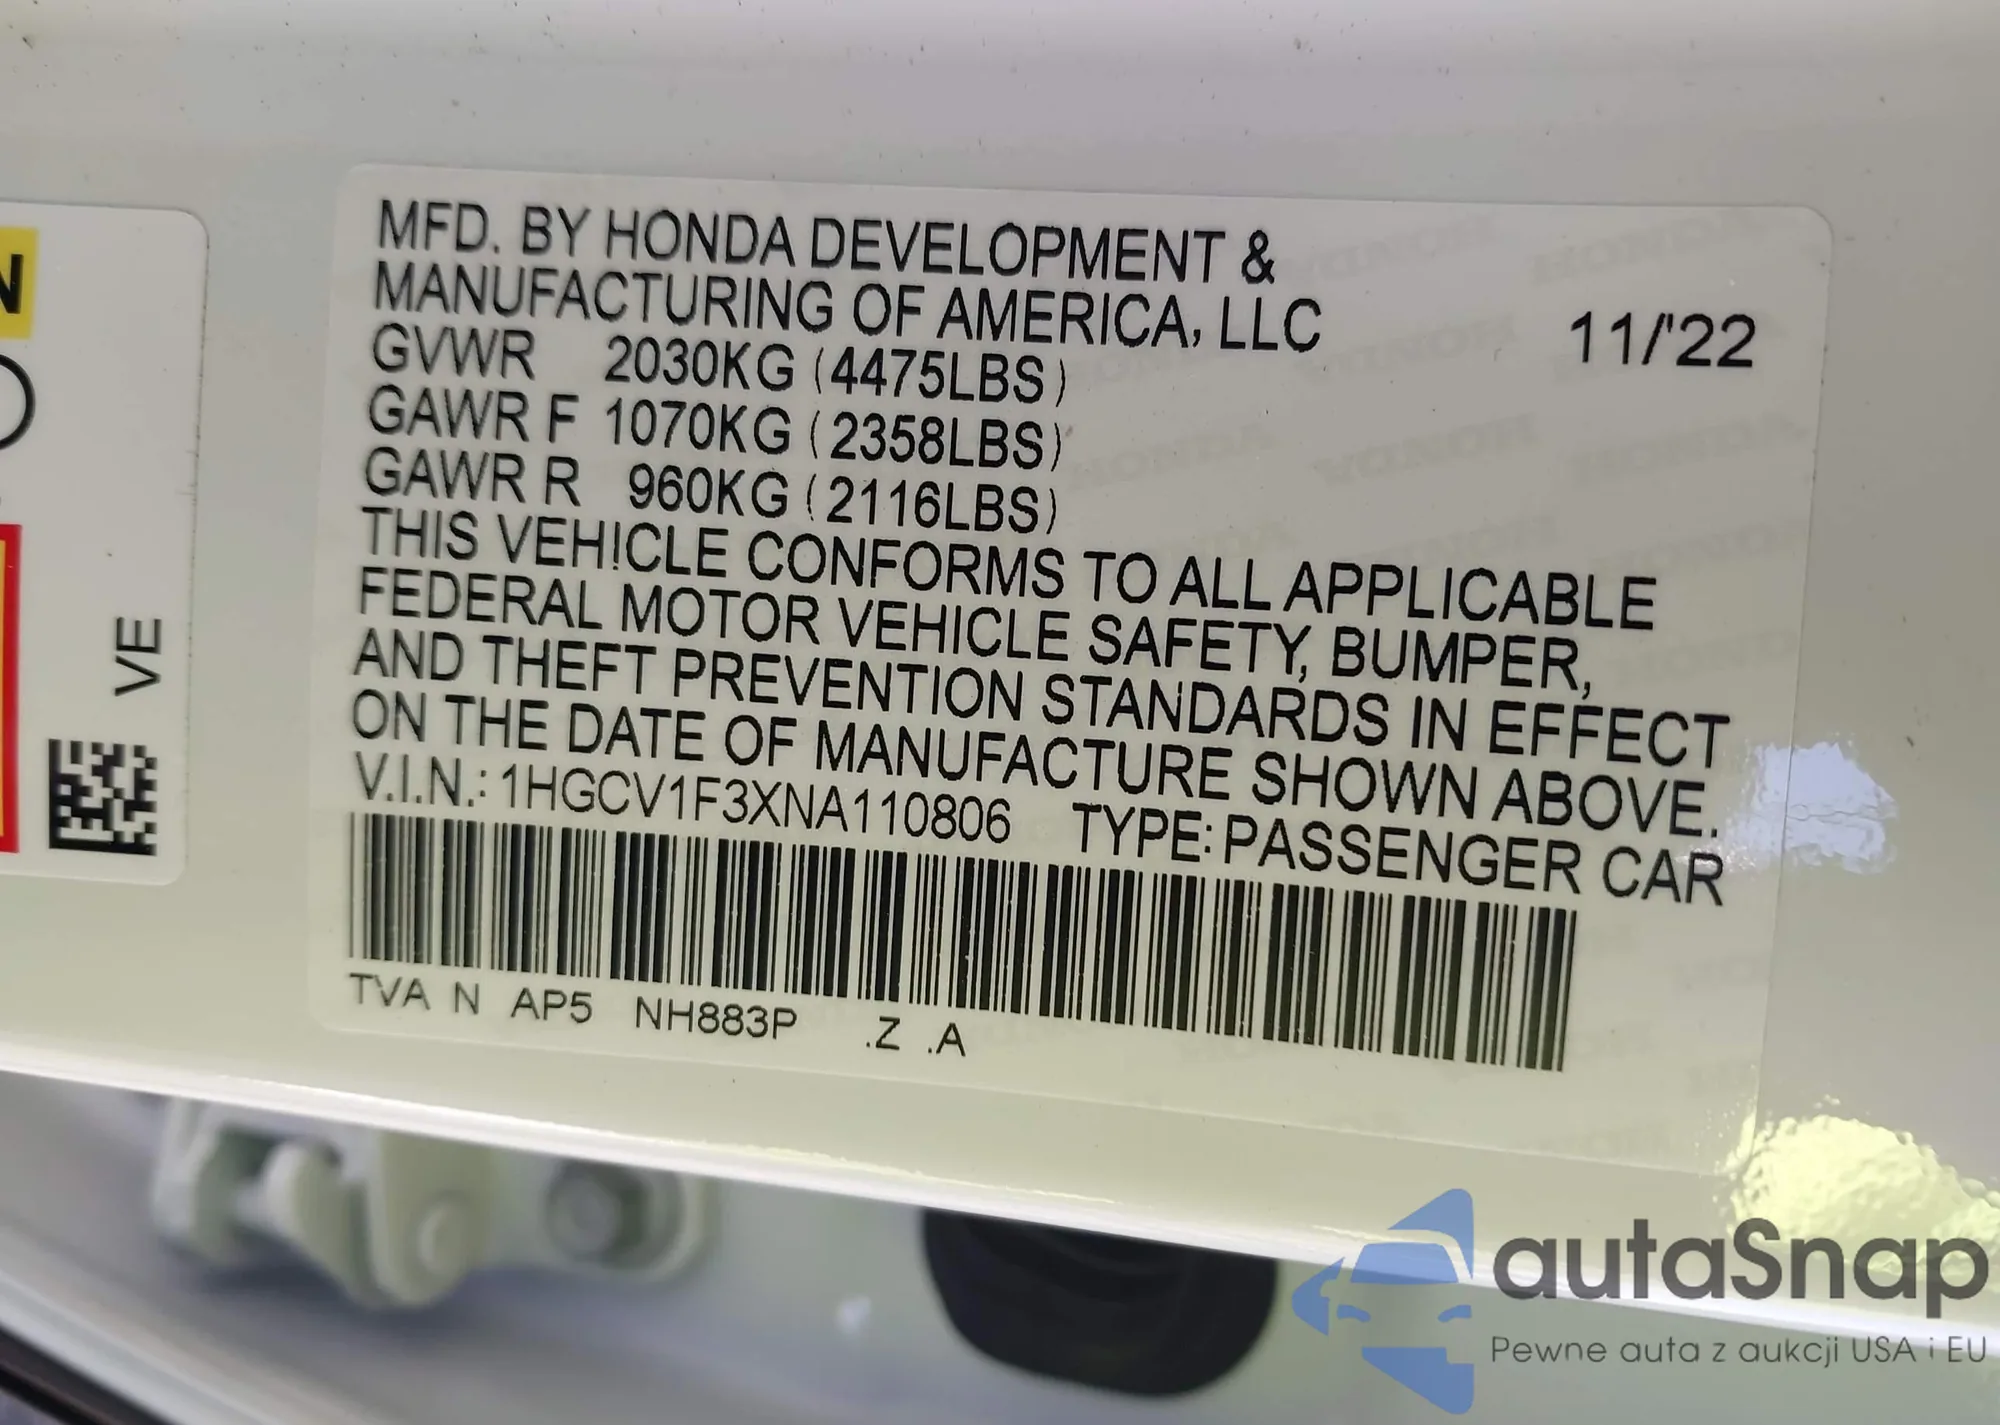 MFD. BY HONDA DEVELOPMENT &
MANUFACTURING OF AMERICA, LLC
11/'22
GVWR 2030KG (4475LBS)
GAWR F 1070KG (2358LBS)
GAWR R 960KG (2116LBS)
THIS VEHICLE CONFORMS TO ALL APPLICABLE
FEDERAL MOTOR VEHICLE SAFETY, BUMPER,
AND THEFT PREVENTION STANDARDS IN EFFECT
ON THE DATE OF MANUFACTURE SHOWN ABOVE.
V.I.N.: 1HGCV1F3XNA110806 TYPE: PASSENGER CAR
TVA N AP5 NH883P .Z .A
N
VE
autaSnap
Pewne auta z aukcji USA i EU